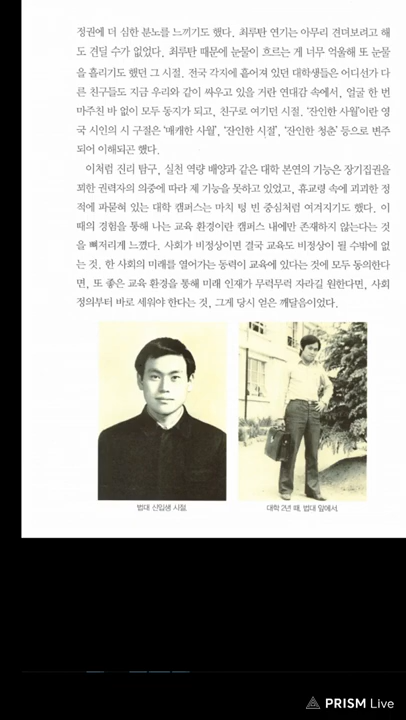 정권에 더 심한 분노를 느끼기도 했다. 최루탄 연기는 아무리 견뎌보려고 해
도 견딜 수가 없었다. 최루탄 때문에 눈물이 흐르는 게 너무 억울해 또 눈물
을 흘리기도 했던 그 시절. 전국 각지에 흩어져 있던 대학생들은 어디선가 다
른 친구들도 지금 우리와 같이 싸우고 있을 거란 연대감 속에서, 얼굴 한 번
마주친 바 없이 모두 동지가 되고, 친구로 여기던 시절. '잔인한 사월'이란 영
국 시인의 시 구절은 '매캐한 사월', '잔인한 시절', '잔인한 청춘' 등으로 변주
되어 이해되곤 했다.
이처럼 진리 탐구, 실천 역량 배양과 같은 대학 본연의 기능은 장기집권을
꾀한 권력자의 의중에 따라 제 기능을 못하고 있었고, 휴교령 속에 괴괴한 정
적에 파묻혀 있는 대학 캠퍼스는 마치 텅 빈 중심처럼 여겨지기도 했다. 이
때의 경험을 통해 나는 교육 환경이란 캠퍼스 내에만 존재하지 않는다는 것
을 뼈저리게 느꼈다. 사회가 비정상이면 결국 교육도 비정상이 될 수밖에 없
는 것. 한 사회의 미래를 열어가는 동력이 교육에 있다는 것에 모두 동의한다
면, 또 좋은 교육 환경을 통해 미래 인재가 무럭무럭 자라길 원한다면, 사회
정의부터 바로 세워야 한다는 것, 그게 당시 얻은 깨달음이었다.
법대 신입생 시절.
대학 2년 때, 법대 앞에서.
PRISM Live